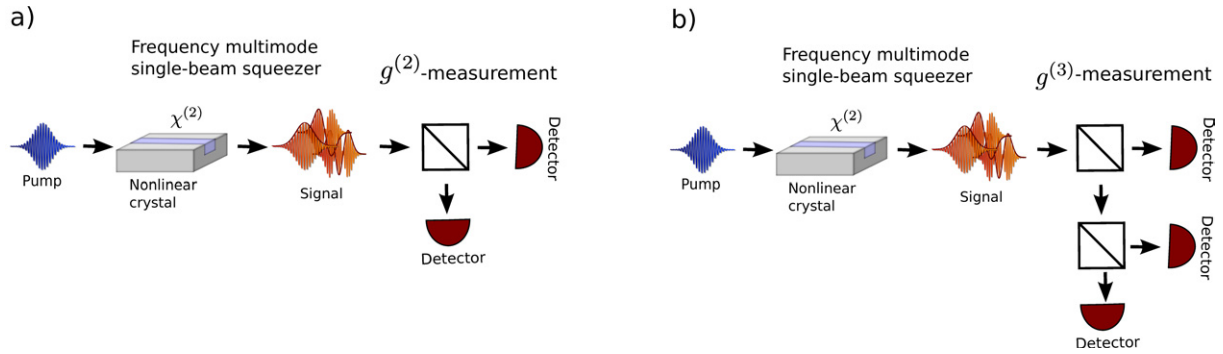 a)
Frequency multimode
single-beam squeezer
g(2)-measurement
χ(2)
Pump
Nonlinear
crystal
Signal
Detector
Detector
b)
Frequency multimode
single-beam squeezer
g(3)-measurement
χ(2)
Pump
Nonlinear
crystal
Signal
Detector
Detector
Detector